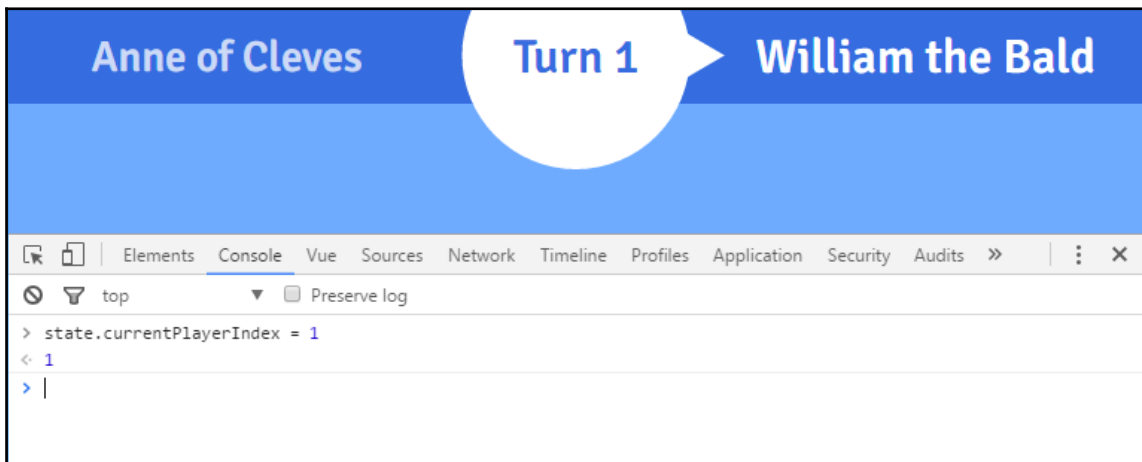 Anne of Cleves Turn 1 William the Bald
Elements Console Vue Sources Network Timeline Profiles Application Security Audits »
top Preserve log
> state.currentPlayerIndex = 1
1
>